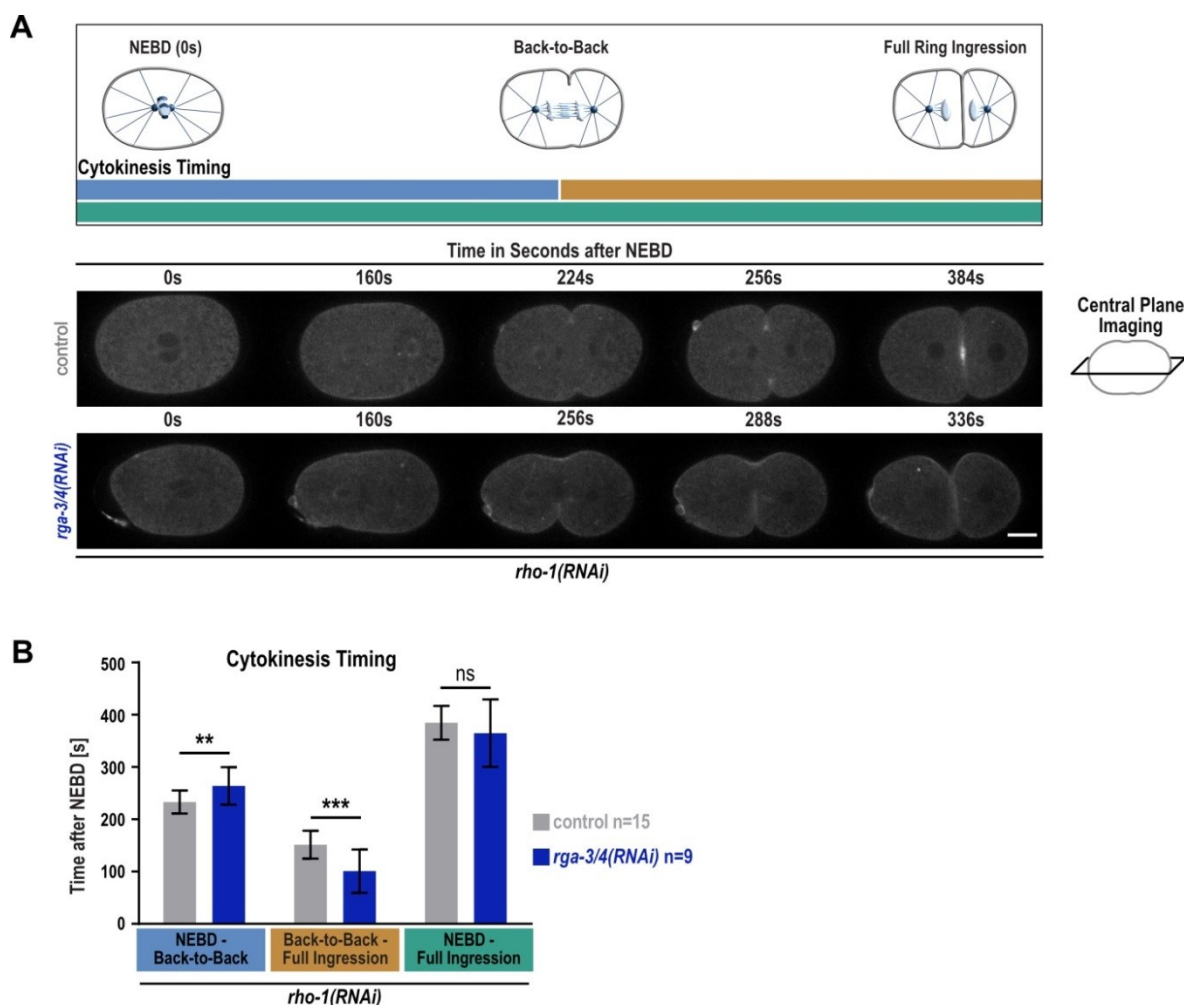 A
NEBD (0s) Back-to-Back Full Ring Ingression
Cytokinesis Timing
Time in Seconds after NEBD
0s 160s 224s 256s 384s
control
Central Plane
Imaging
0s 160s 256s 288s 336s
rga-3/4(RNAi)
rho-1(RNAi)
B
Cytokinesis Timing
Time after NEBD [s]
500
400
300
200
100
0
** *** ns
control n=15
rga-3/4(RNAi) n=9
NEBD - Back-to-Back - NEBD -
Back-to-Back Full Ingression Full Ingression
rho-1(RNAi)